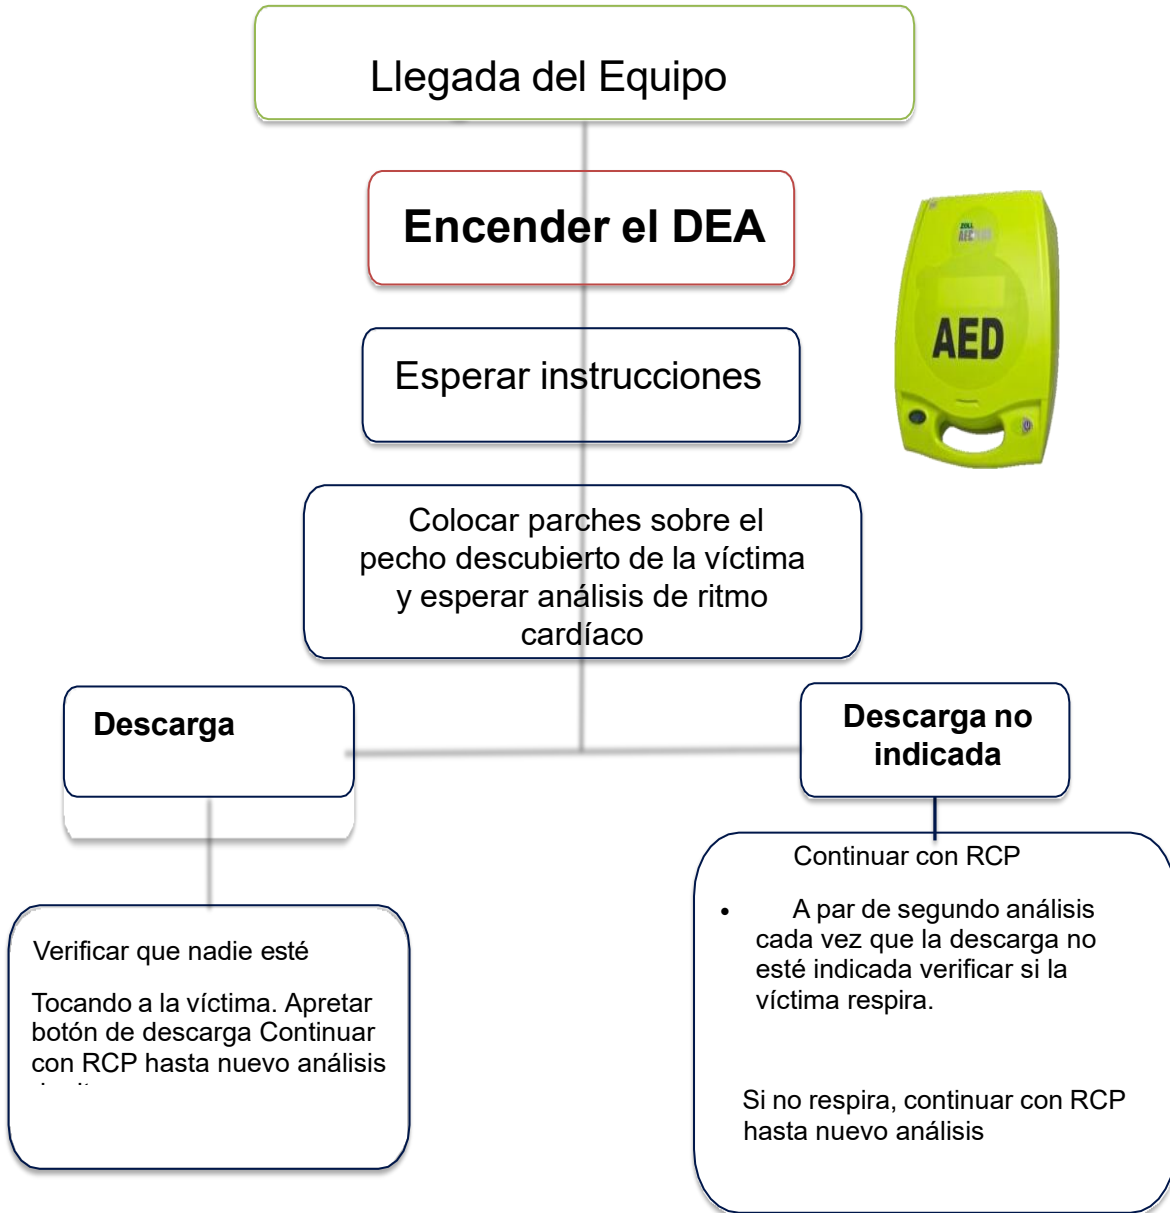 Llegada del Equipo
Encender el DEA
ZOLL
AED
Esperar instrucciones
Colocar parches sobre el
pecho descubierto de la víctima
y esperar análisis de ritmo
cardíaco
Descarga
Descarga no
indicada
Verificar que nadie esté
Tocando a la víctima. Apretar
botón de descarga Continuar
con RCP hasta nuevo análisis
Continuar con RCP
• A par de segundo análisis
cada vez que la descarga no
esté indicada verificar si la
víctima respira.
Si no respira, continuar con RCP
hasta nuevo análisis